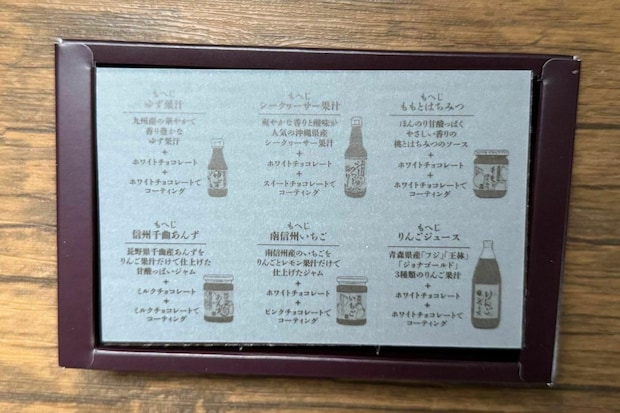 もへじ
ゆず果汁
九州産の華やかで
香り豊かな
ゆず果汁
+
ホワイトチョコレート
+
ホワイトチョコレートで
コーティング
もへじ
シークヮーサー果汁
爽やかな香りと酸味が
人気の沖縄県産
シークヮーサー果汁
+
ホワイトチョコレート
+
スイートチョコレートで
コーティング
もへじ
ももとはちみつ
ほんのり甘酸っぱく
やさしい香りの
桃とはちみつのソース
+
ホワイトチョコレート
+
ホワイトチョコレートで
コーティング
もへじ
信州千曲あんず
長野県千曲産あんずを
りんご果汁だけで仕上げた
甘酸っぱいジャム
+
ミルクチョコレート
+
ミルクチョコレートで
コーティング
もへじ
南信州いちご
南信州産のいちごを
りんごとレモン果汁だけで
仕上げたジャム
+
ホワイトチョコレート
+
ピンクチョコレートで
コーティング
もへじ
りんごジュース
青森県産「フジ」「王林」
「ジョナゴールド」
3種類のりんご果汁
+
ホワイトチョコレート
+
ホワイトチョコレートで
コーティング